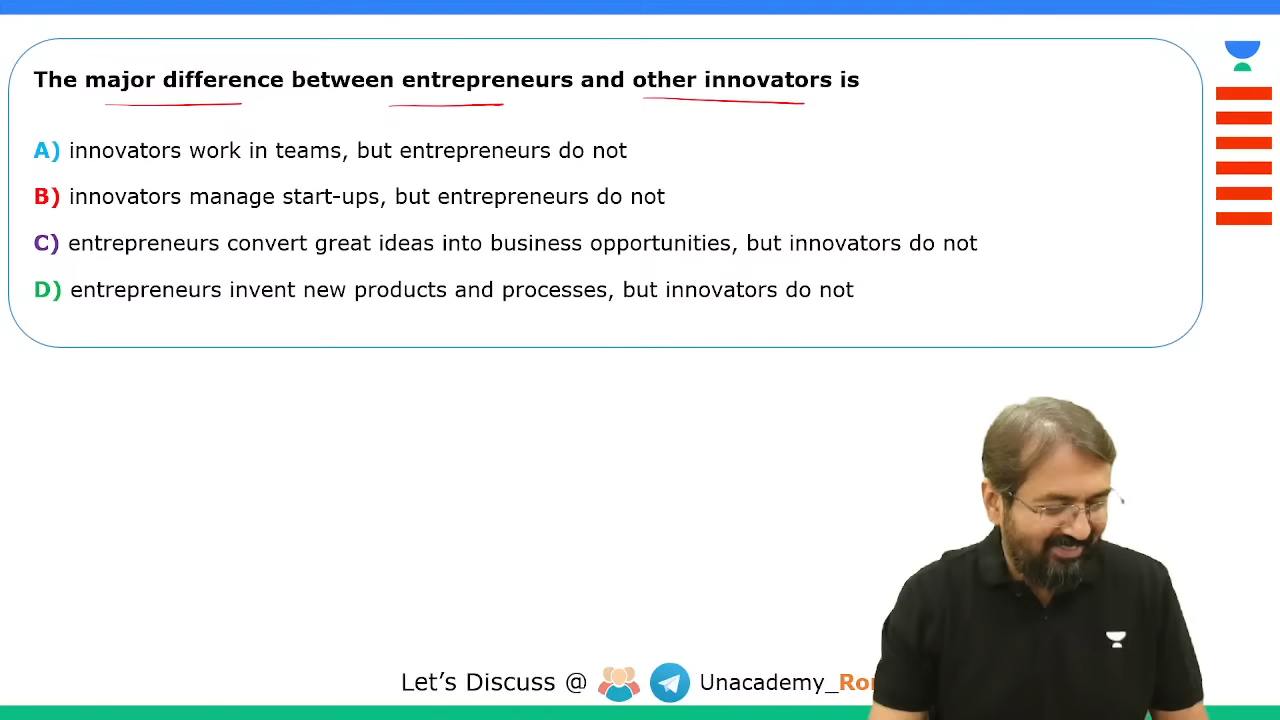 The major difference between entrepreneurs and other innovators is
A) innovators work in teams, but entrepreneurs do not
B) innovators manage start-ups, but entrepreneurs do not
C) entrepreneurs convert great ideas into business opportunities, but innovators do not
D) entrepreneurs invent new products and processes, but innovators do not
Let’s Discuss @ Unacademy_